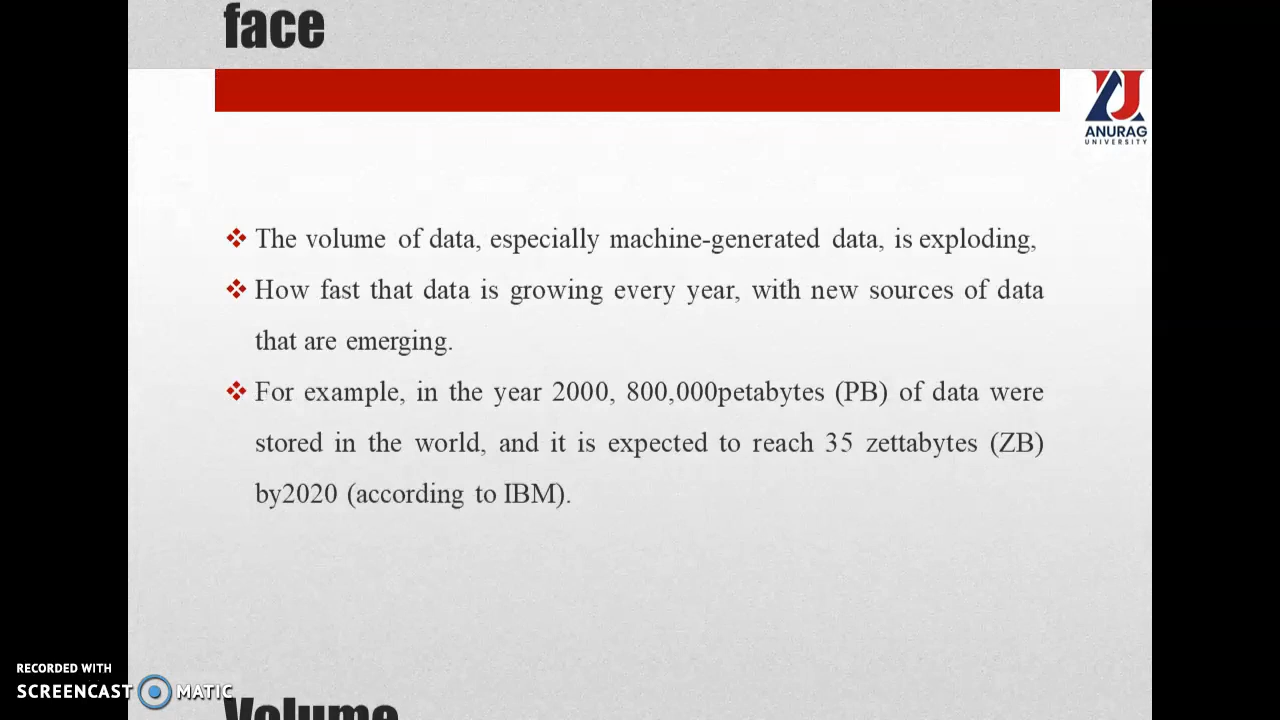 face
ANURAG
UNIVERSITY
The volume of data, especially machine-generated data, is exploding,
How fast that data is growing every year, with new sources of data
that are emerging.
For example, in the year 2000, 800,000petabytes (PB) of data were
stored in the world, and it is expected to reach 35 zettabytes (ZB)
by2020 (according to IBM).
RECORDED WITH
SCREENCAST MATIC
Volume